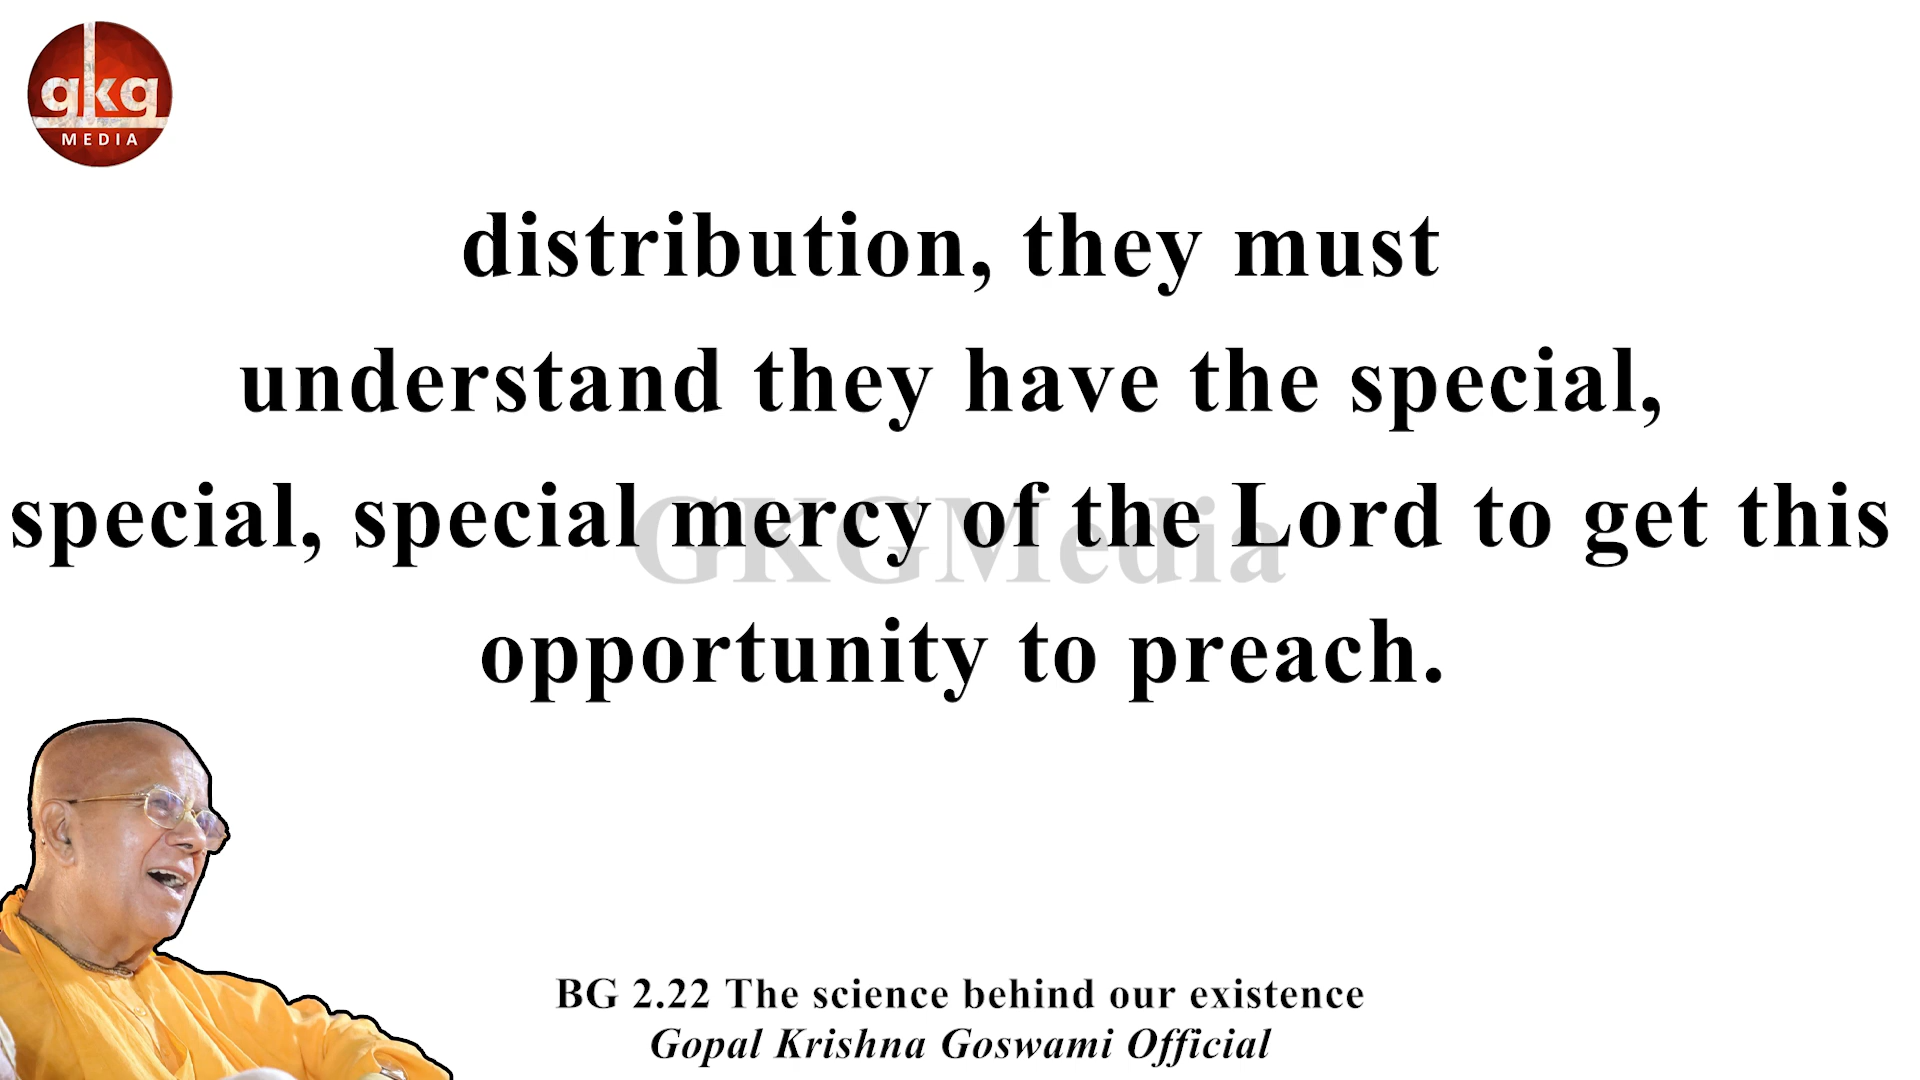 gkg
MEDIA
distribution, they must
understand they have the special,
special, special mercy of the Lord to get this
GKGMedia
opportunity to preach.
BG 2.22 The science behind our existence
Gopal Krishna Goswami Official